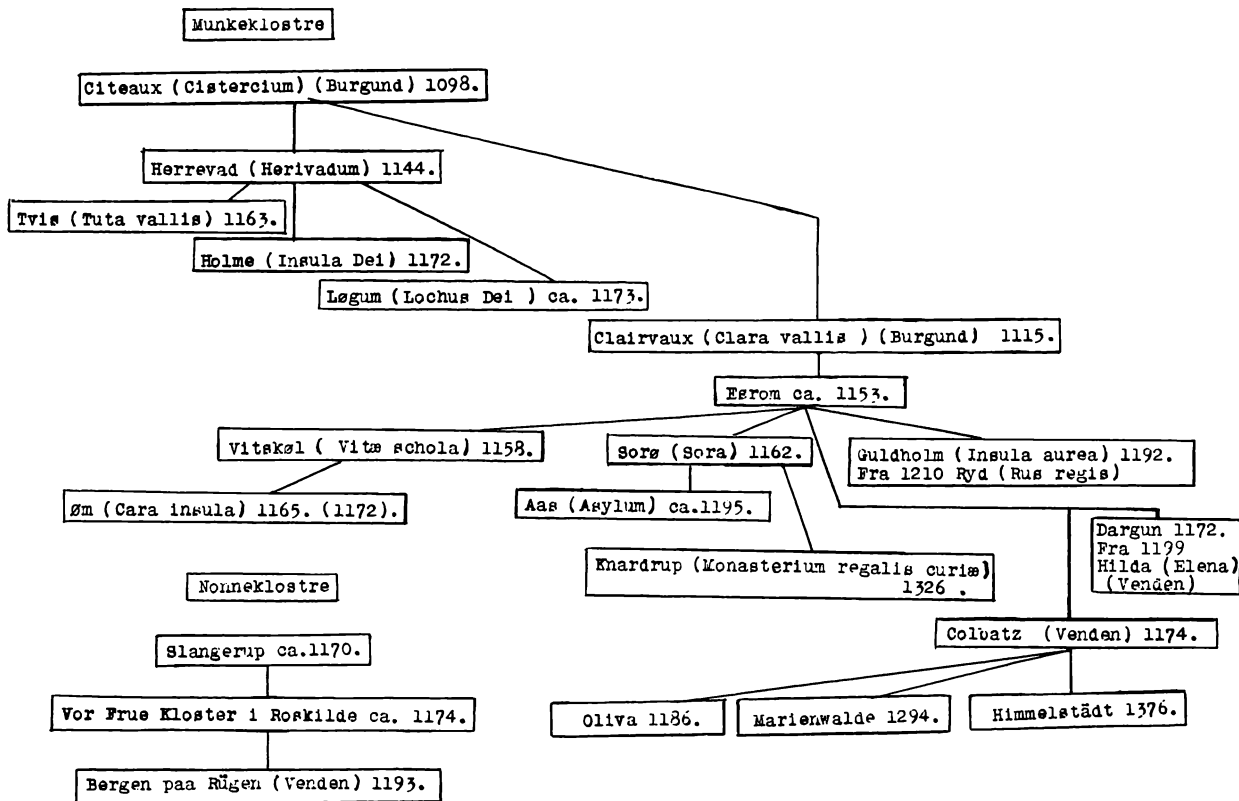 Munkeklostre
Citeaux (Cistercium) (Burgund) 1098.
Herrevad (Herivadum) 1144.
Tvis (Tuta vallis) 1163.
Holme (Insula Dei) 1172.
Løgum (Lochus Dei ) ca. 1173.
Clairvaux (Clara vallis ) (Burgund) 1115.
Esrom ca. 1153.
Vitskøl ( Vitæ schola) 1158.
Sorø (Sora) 1162.
Guldholm (Insula aurea) 1192.
Fra 1210 Ryd (Rus regis)
Øm (Cara insula) 1165. (1172).
Aas (Asylum) ca.1195.
Dargun 1172.
Fra 1199
Hilda (Elena)
(Venden)
Knardrup (Monasterium regalis curiæ)
1326 .
Colbatz (Venden) 1174.
Oliva 1186.
Marienwalde 1294.
Himmelstädt 1376.
Nonneklostre
Slangerup ca.1170.
Vor Frue Kloster i Roskilde ca. 1174.
Bergen paa Rügen (Venden) 1193.